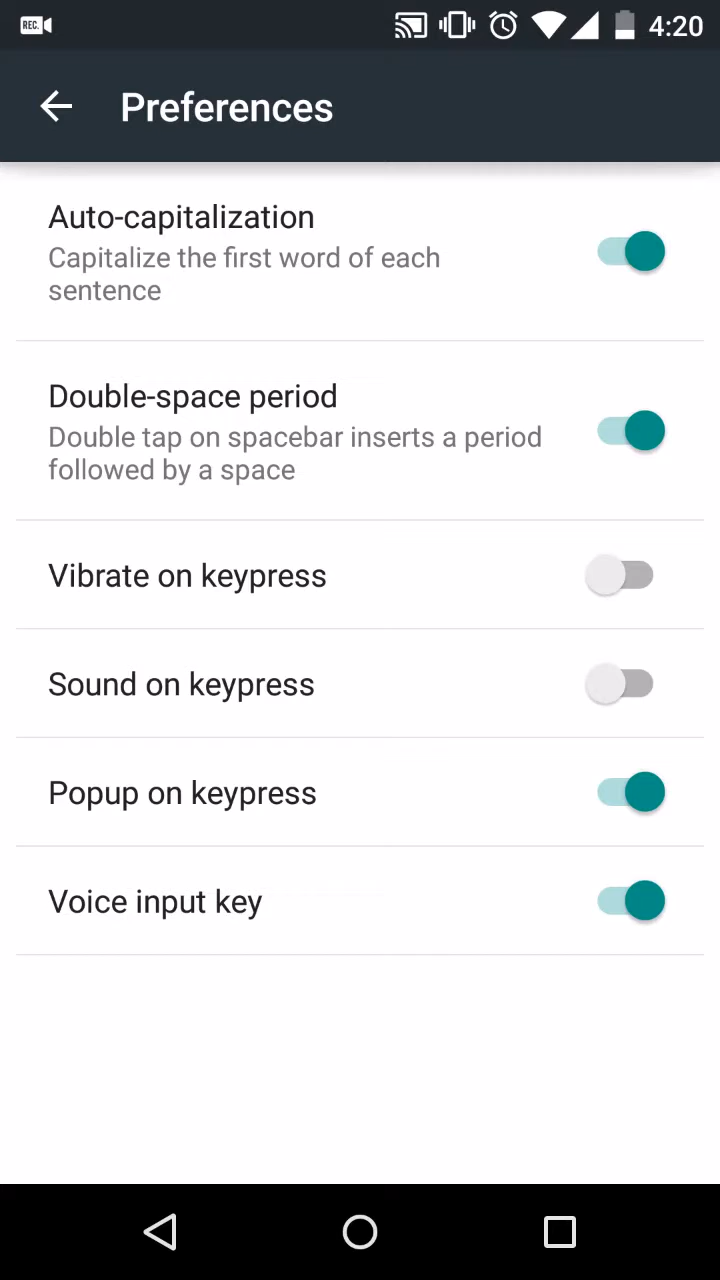 REC.
4:20
Preferences
Auto-capitalization
Capitalize the first word of each
sentence
Double-space period
Double tap on spacebar inserts a period
followed by a space
Vibrate on keypress
Sound on keypress
Popup on keypress
Voice input key